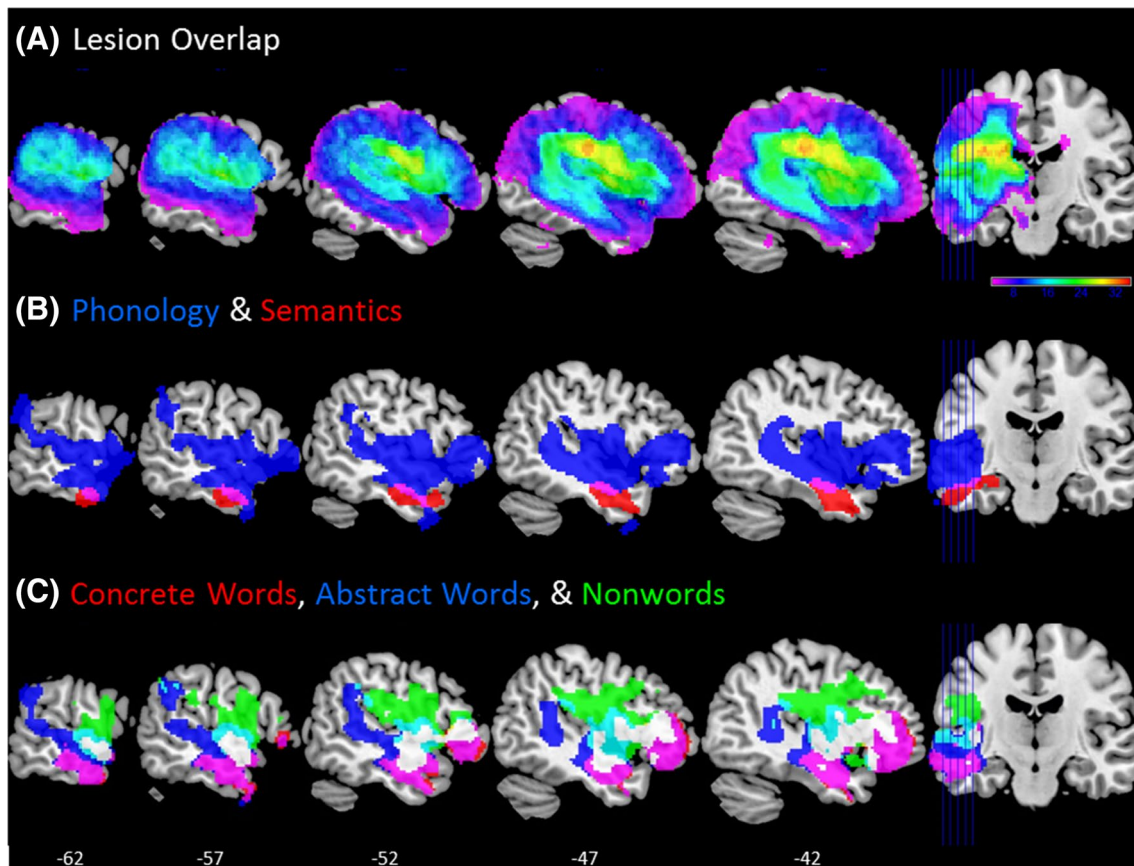 (A) Lesion Overlap
8 16 24 32
(B) Phonology & Semantics
(C) Concrete Words, Abstract Words, & Nonwords
-62 -57 -52 -47 -42